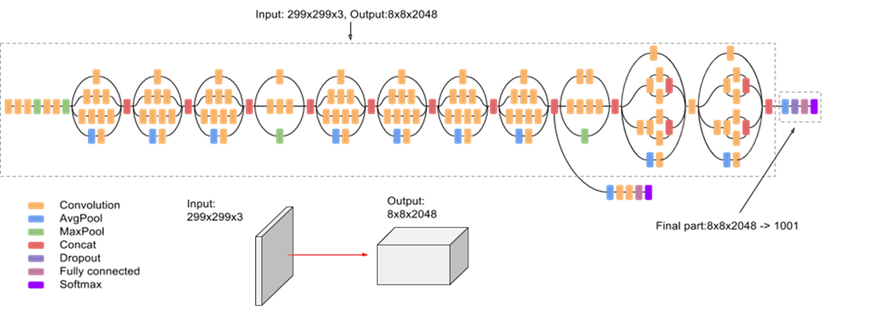 Input: 299x299x3, Output:8x8x2048
Convolution
AvgPool
MaxPool
Concat
Dropout
Fully connected
Softmax
Input:
299x299x3
Output:
8x8x2048
Final part:8x8x2048 -> 1001